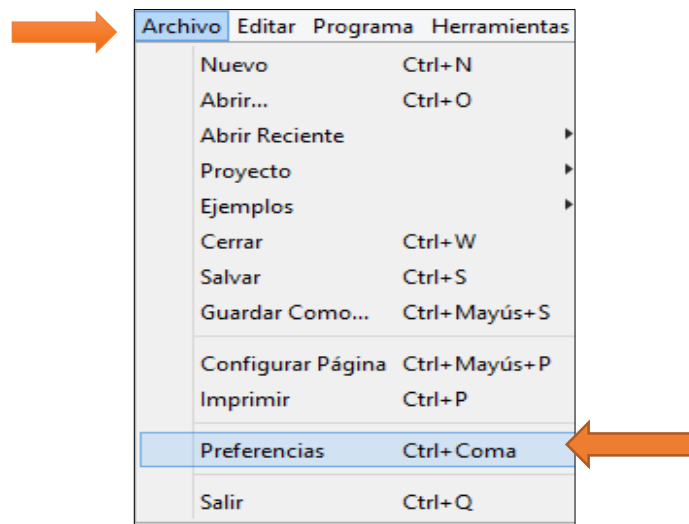 Archivo Editar Programa Herramientas
Nuevo Ctrl+N
Abrir... Ctrl+O
Abrir Reciente
Proyecto
Ejemplos
Cerrar Ctrl+W
Salvar Ctrl+S
Guardar Como... Ctrl+Mayús+S
Configurar Página Ctrl+Mayús+P
Imprimir Ctrl+P
Preferencias Ctrl+Coma
Salir Ctrl+Q